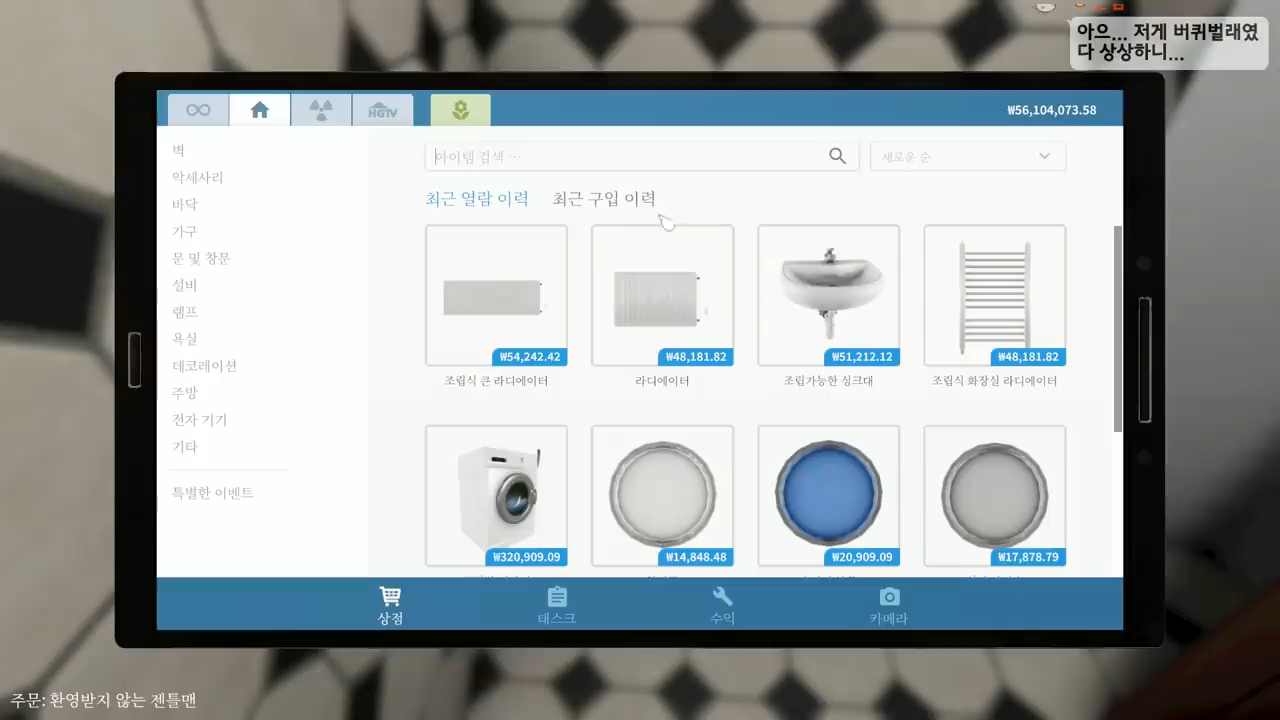 아으... 저게 버퀴벌래였
다 상상하니...
HGTV
₩56,104,073.58
벽
악세사리
바닥
가구
문 및 창문
설비
램프
욕실
데코레이션
주방
전자 기기
기타
특별한 이벤트
아이템 검색 ...
새로운 순
최근 열람 이력 최근 구입 이력
₩54,242.42 ₩48,181.82 ₩51,212.12 ₩48,181.82
조립식 큰 라디에이터 라디에이터 조립가능한 싱크대 조립식 화장실 라디에이터
₩320,909.09 ₩14,848.48 ₩20,909.09 ₩17,878.79
상점 태스크 수익 카메라
주문: 환영받지 않는 젠틀맨